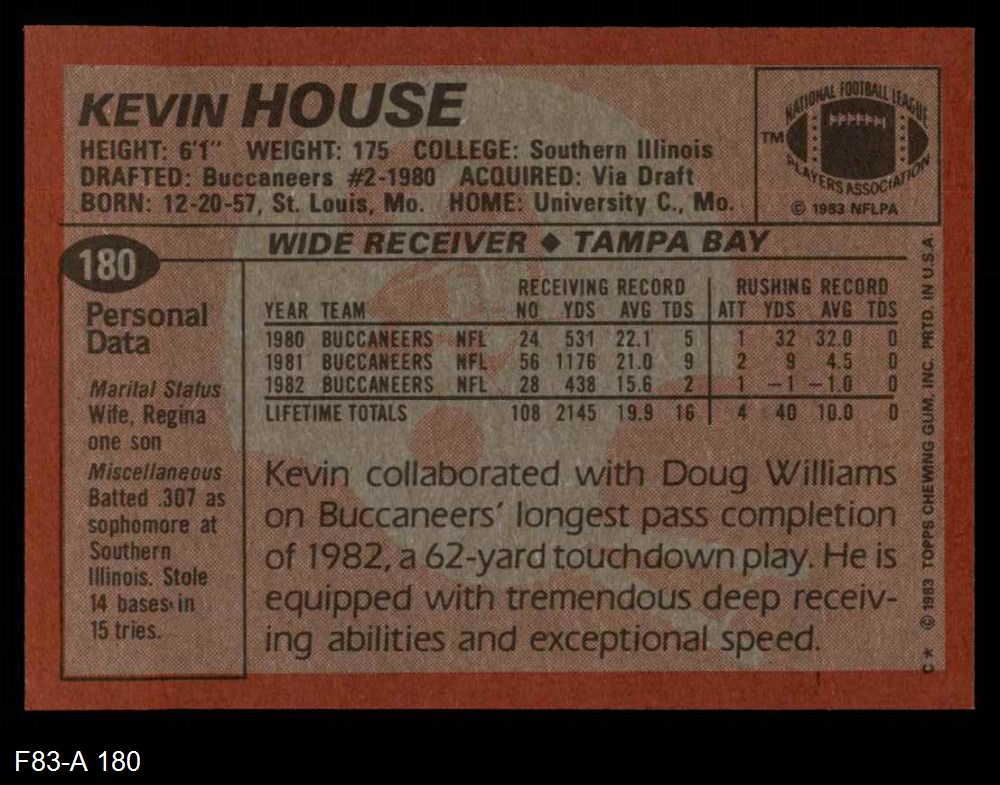 KEVIN HOUSE
HEIGHT: 6'1" WEIGHT: 175 COLLEGE: Southern Illinois
DRAFTED: Buccaneers #2-1980 ACQUIRED: Via Draft
BORN: 12-20-57, St. Louis, Mo. HOME: University C., Mo.
NATIONAL FOOTBALL LEAGUE
TM
PLAYERS ASSOCIATION
© 1983 NFLPA
180
WIDE RECEIVER ◆ TAMPA BAY
Personal
Data
Marital Status
Wife, Regina
one son
Miscellaneous
Batted .307 as
sophomore at
Southern
Illinois. Stole
14 bases in
15 tries.
RECEIVING RECORD RUSHING RECORD
YEAR TEAM NO YDS AVG TDS ATT YDS AVG TDS
1980 BUCCANEERS NFL 24 531 22.1 5 1 32 32.0 0
1981 BUCCANEERS NFL 56 1176 21.0 9 2 9 4.5 0
1982 BUCCANEERS NFL 28 438 15.6 2 1 -1 -1.0 0
LIFETIME TOTALS 108 2145 19.9 16 4 40 10.0 0
Kevin collaborated with Doug Williams
on Buccaneers' longest pass completion
of 1982, a 62-yard touchdown play. He is
equipped with tremendous deep receiv-
ing abilities and exceptional speed.
C* © 1983 TOPPS CHEWING GUM, INC. PRTD. IN U.S.A
F83-A 180